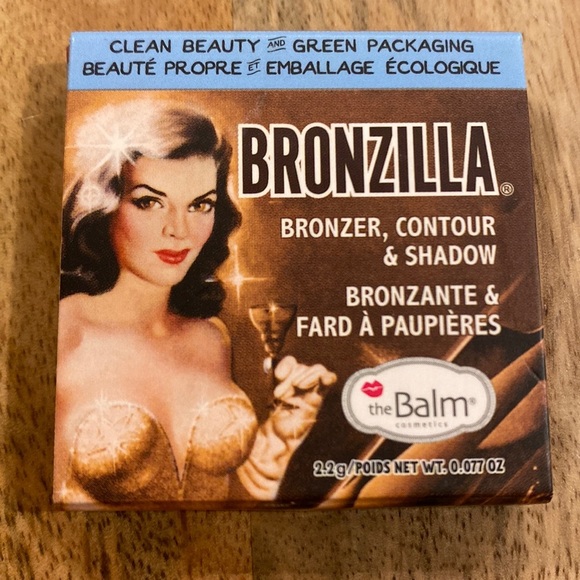 CLEAN BEAUTY AND GREEN PACKAGING
BEAUTÉ PROPRE ET EMBALLAGE ÉCOLOGIQUE
BRONZILLA®
BRONZER, CONTOUR
& SHADOW
BRONZANTE &
FARD À PAUPIÈRES
theBalm®
cosmetics
2.2g/POIDS NET WT. 0.077 OZ